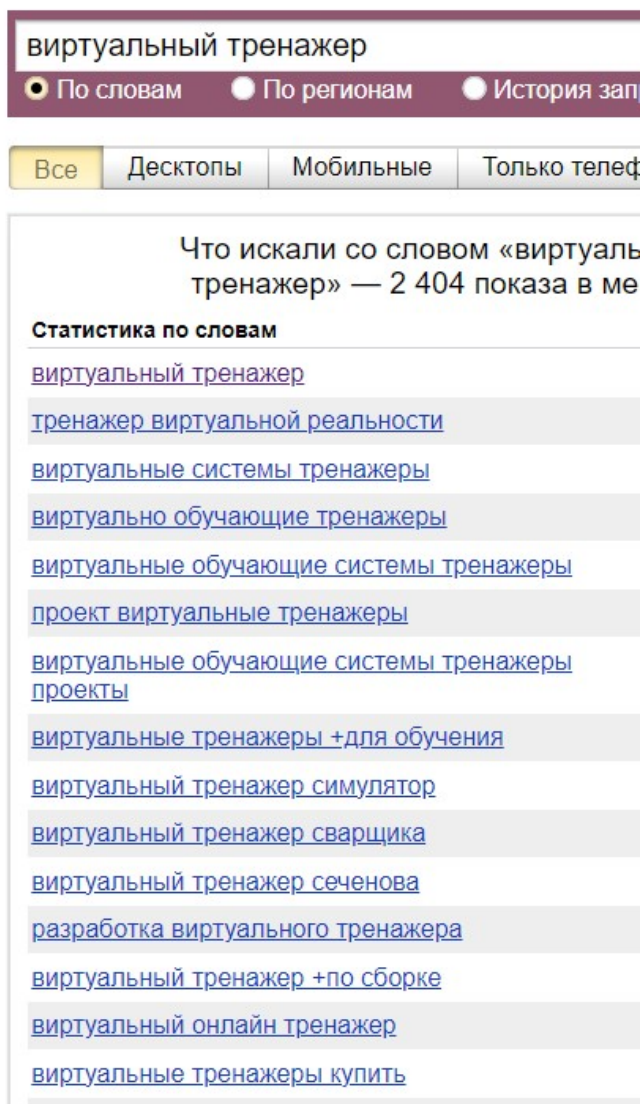 виртуальный тренажер
По словам По регионам История зап
Все Десктопы Мобильные Только теле
Что искали со словом «виртуаль
тренажер» — 2 404 показа в ме
Статистика по словам
виртуальный тренажер
тренажер виртуальной реальности
виртуальные системы тренажеры
виртуально обучающие тренажеры
виртуальные обучающие системы тренажеры
проект виртуальные тренажеры
виртуальные обучающие системы тренажеры
проекты
виртуальные тренажеры +для обучения
виртуальный тренажер симулятор
виртуальный тренажер сварщика
виртуальный тренажер сеченова
разработка виртуального тренажера
виртуальный тренажер +по сборке
виртуальный онлайн тренажер
виртуальные тренажеры купить